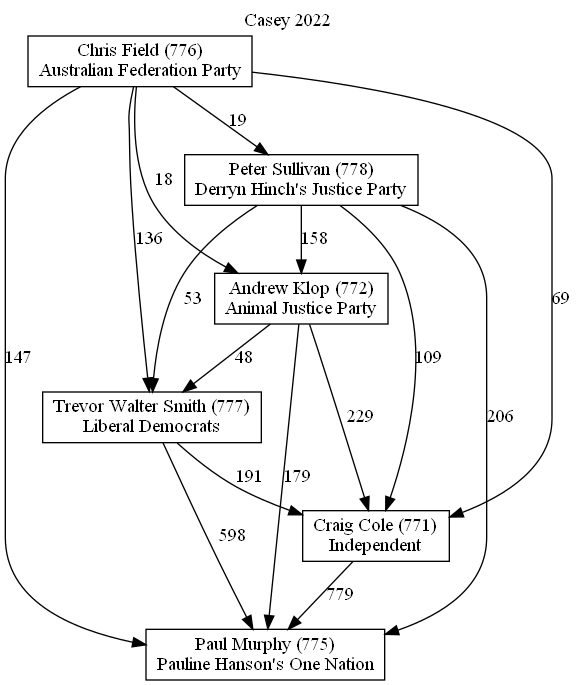 Casey 2022
Chris Field (776)
Australian Federation Party
19
Peter Sullivan (778)
Derryn Hinch's Justice Party
18
136
158
Andrew Klop (772)
Animal Justice Party
53
69
147
48
109
Trevor Walter Smith (777)
Liberal Democrats
229
206
191
179
Craig Cole (771)
Independent
598
779
Paul Murphy (775)
Pauline Hanson's One Nation